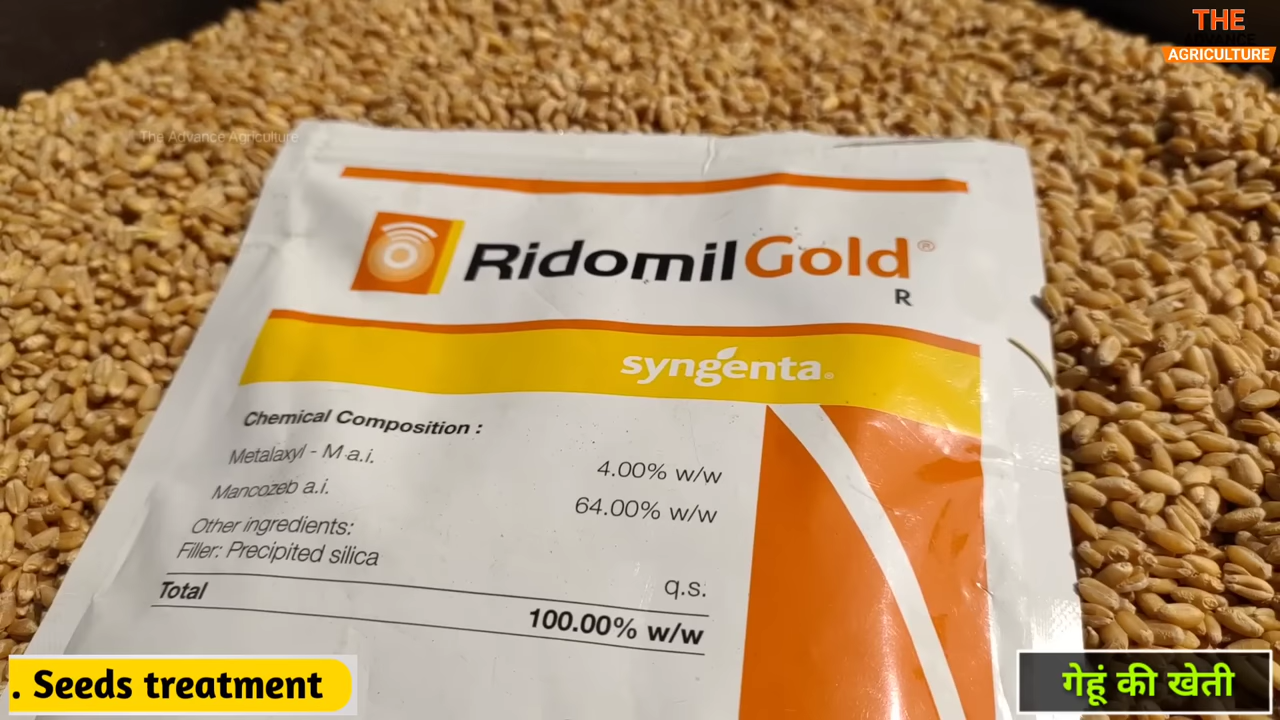 THE
ADVANCE
AGRICULTURE
The Advance Agriculture
RidomilGold®
R
syngenta.
Chemical Composition :
Metalaxyl - M a.i. 4.00% w/w
Mancozeb a.i. 64.00% w/w
Other ingredients:
Filler: Precipited silica q.s.
Total 100.00% w/w
. Seeds treatment
गेहूं की खेती